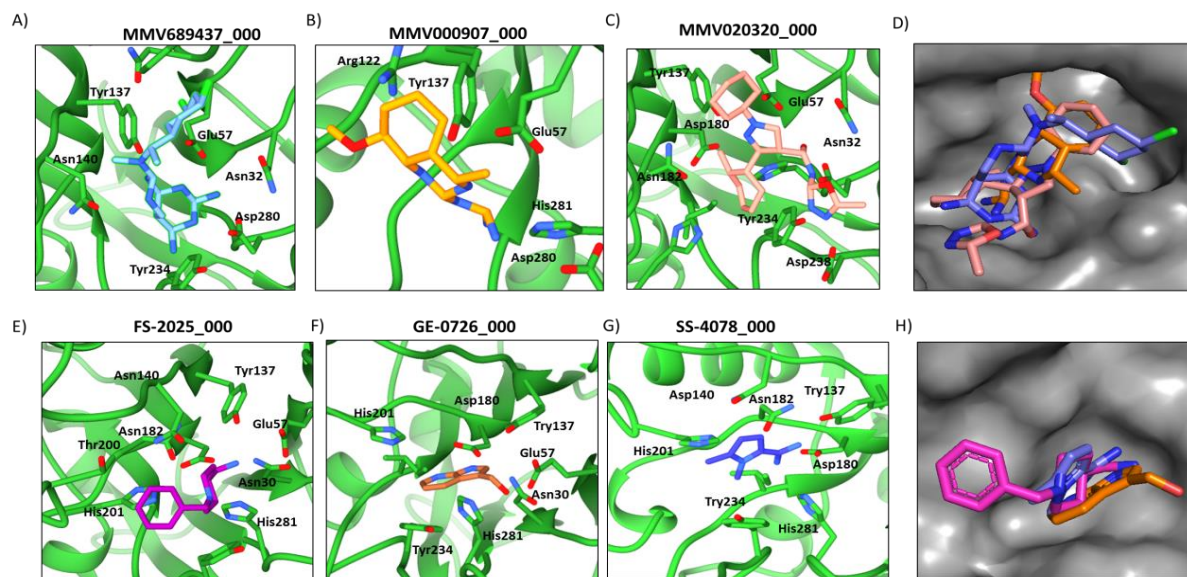 A)
MMV689437_000
Tyr137
Glu57
Asn140
Asn32
Asp280
Tyr234
B)
MMV000907_000
Arg122
Tyr137
Glu57
His281
Asp280
C)
MMV020320_000
Tyr137
Glu57
Asp180
Asn32
Asn182
Tyr234
Asp238
D)
E)
FS-2025_000
Asn140
Tyr137
Asn182
Glu57
Thr200
Asn30
His201
His281
F)
GE-0726_000
Asp180
His201
Try137
Glu57
Asn30
Tyr234
His281
G)
SS-4078_000
Asp140
Asn182
Try137
His201
Asp180
Try234
His281
H)